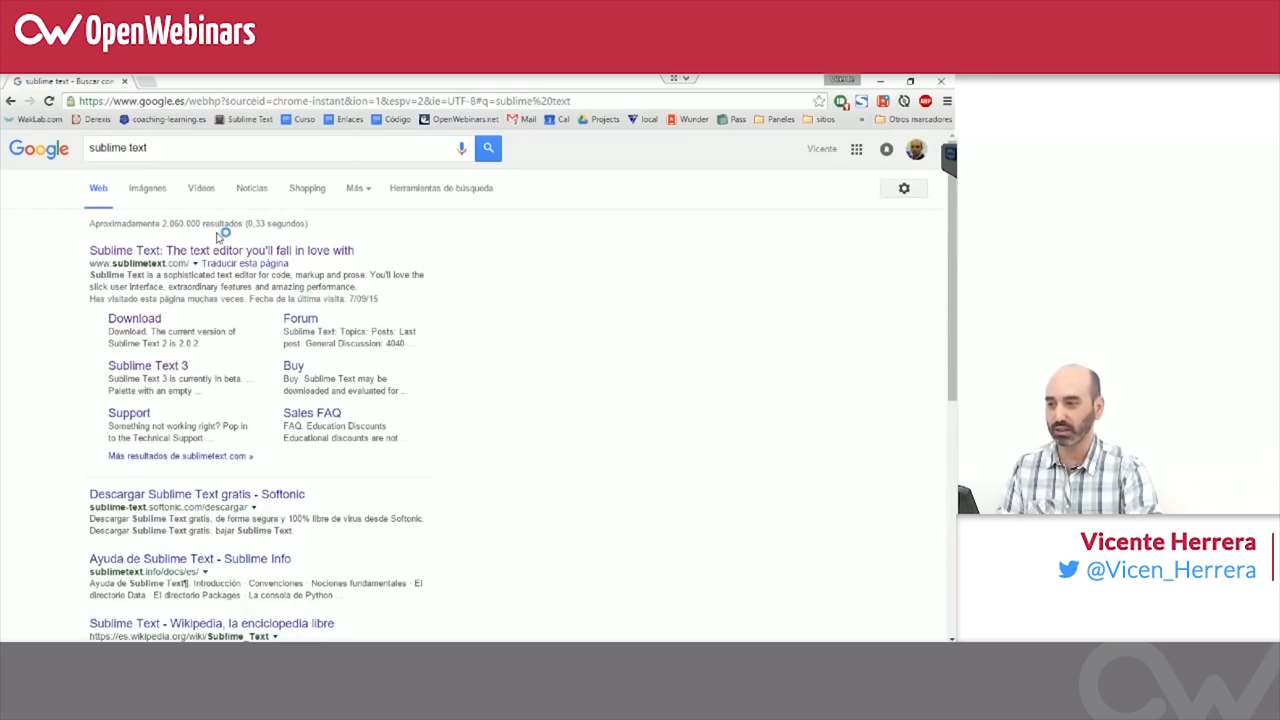 OpenWebinars
sublime text - Buscar con
Vicente
https://www.google.es/webhp?sourceid=chrome-instant&ion=1&espv=2&ie=UTF-8#q=sublime%20text
WakLab.com Derexis coaching-learning.es Sublime Text Curso Enlaces Código OpenWebinars.net Mail Cal Projects local Wunder Pass Paneles sitios » Otros marcadores
Google sublime text Vicente
Web Imágenes Vídeos Noticias Shopping Más Herramientas de búsqueda
Aproximadamente 2.060.000 resultados (0,33 segundos)
Sublime Text: The text editor you'll fall in love with
www.sublimetext.com/ Traducir esta página
Sublime Text is a sophisticated text editor for code, markup and prose. You'll love the
slick user interface, extraordinary features and amazing performance.
Has visitado esta página muchas veces. Fecha de la última visita: 7/09/15
Download
Download. The current version of
Sublime Text 2 is 2.0.2.
Forum
Sublime Text: Topics: Posts: Last
post General Discussion: 4040 ...
Sublime Text 3
Sublime Text 3 is currently in beta. ...
Palette with an empty ...
Buy
Buy. Sublime Text may be
downloaded and evaluated for ...
Support
Something not working right? Pop in
to the Technical Support ...
Sales FAQ
FAQ. Education Discounts
Educational discounts are not ...
Más resultados de sublimetext.com »
Descargar Sublime Text gratis - Softonic
sublime-text.softonic.com/descargar
Descargar Sublime Text gratis, de forma segura y 100% libre de virus desde Softonic.
Descargar Sublime Text gratis, bajar Sublime Text.
Ayuda de Sublime Text - Sublime Info
sublimetext.info/docs/es/
Ayuda de Sublime Text¶. Introducción · Convenciones · Nociones fundamentales · El
directorio Data · El directorio Packages · La consola de Python ...
Sublime Text - Wikipedia, la enciclopedia libre
https://es.wikipedia.org/wiki/Sublime_Text
Vicente Herrera
@Vicen_Herrera